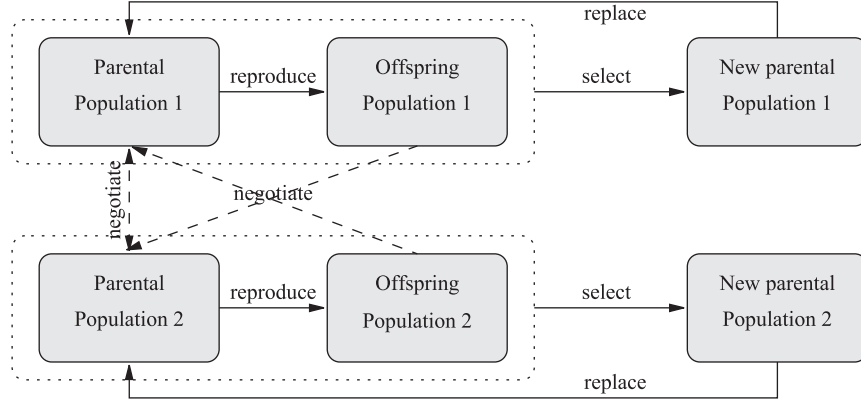 replace
Parental
Population 1
reproduce
Offspring
Population 1
select
New parental
Population 1
negotiate
negotiate
Parental
Population 2
reproduce
Offspring
Population 2
select
New parental
Population 2
replace